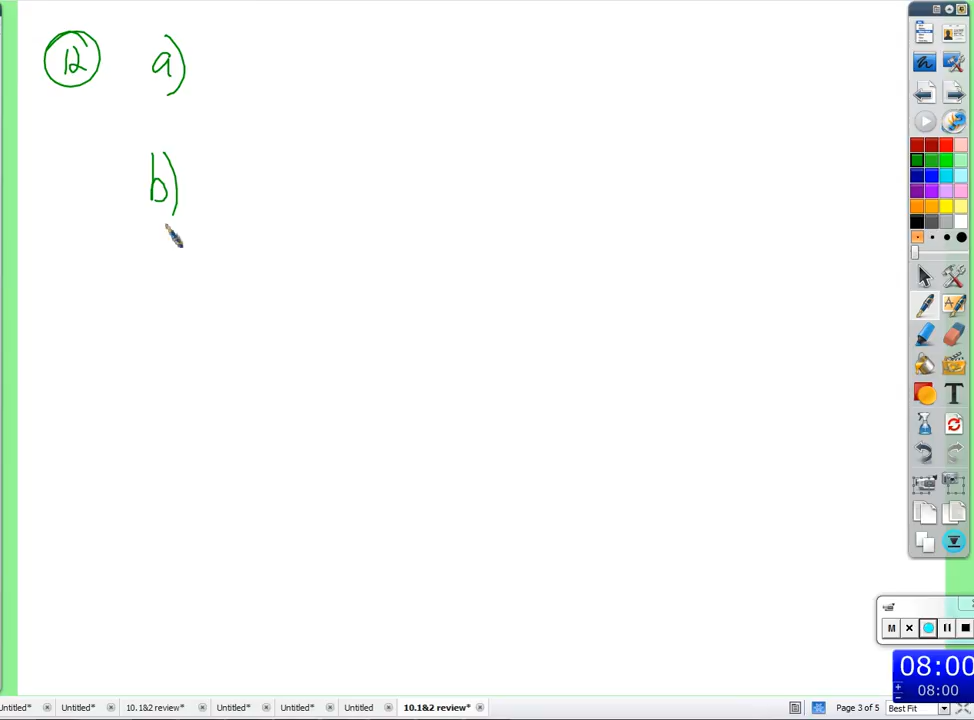 12 a)
b)
M
08:00
08:00
Untitled* Untitled* 10.1&2 review* Untitled* Untitled* Untitled 10.1&2 review* Page 3 of 5 Best Fit